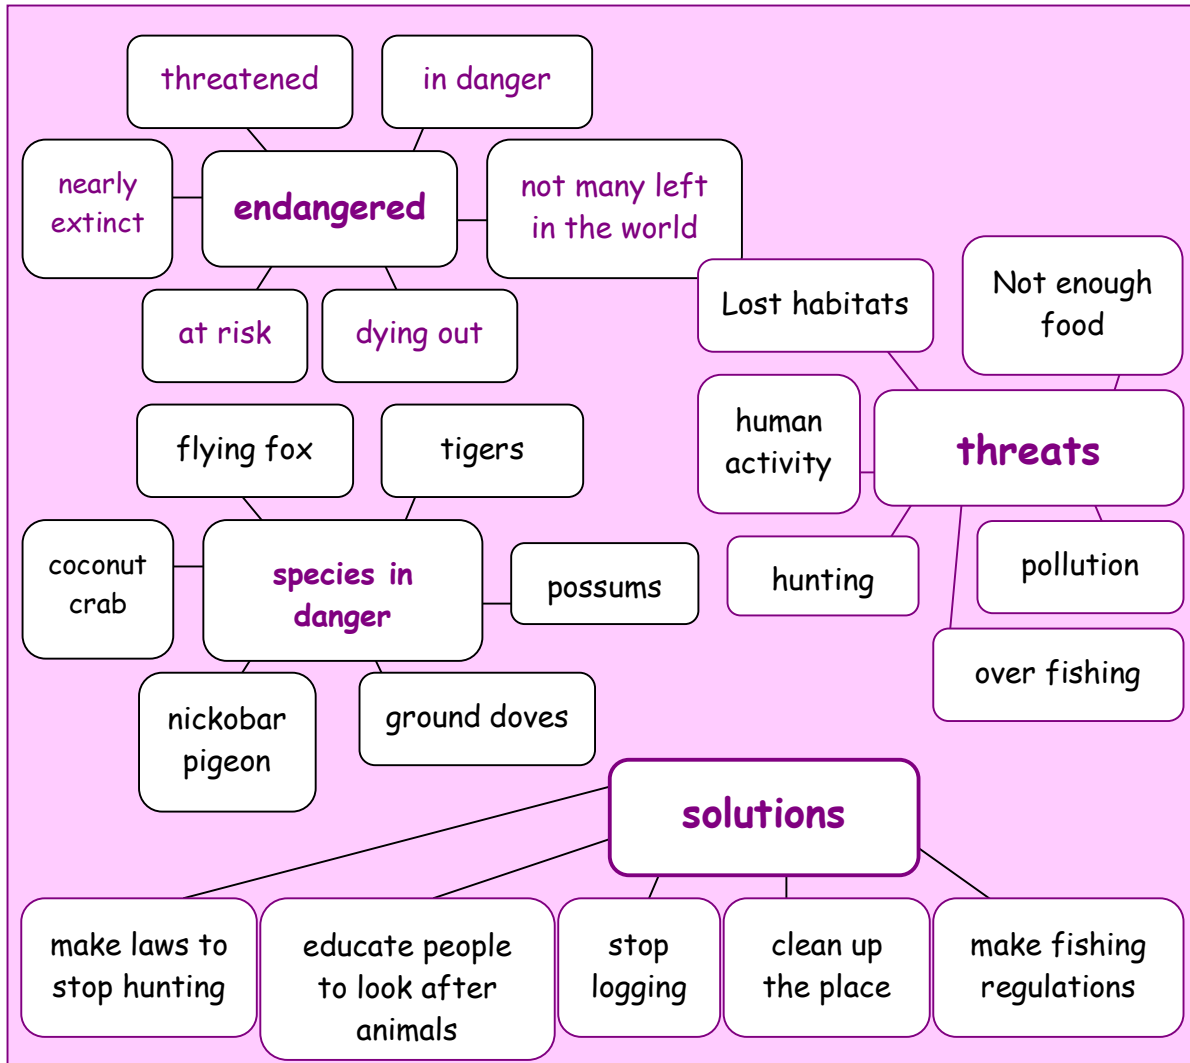 threatened
in danger
nearly
extinct
endangered
not many left
in the world
at risk
dying out
Lost habitats
Not enough
food
human
activity
threats
hunting
pollution
over fishing
flying fox
tigers
coconut
crab
species in
danger
possums
nickobar
pigeon
ground doves
solutions
make laws to
stop hunting
educate people
to look after
animals
stop
logging
clean up
the place
make fishing
regulations